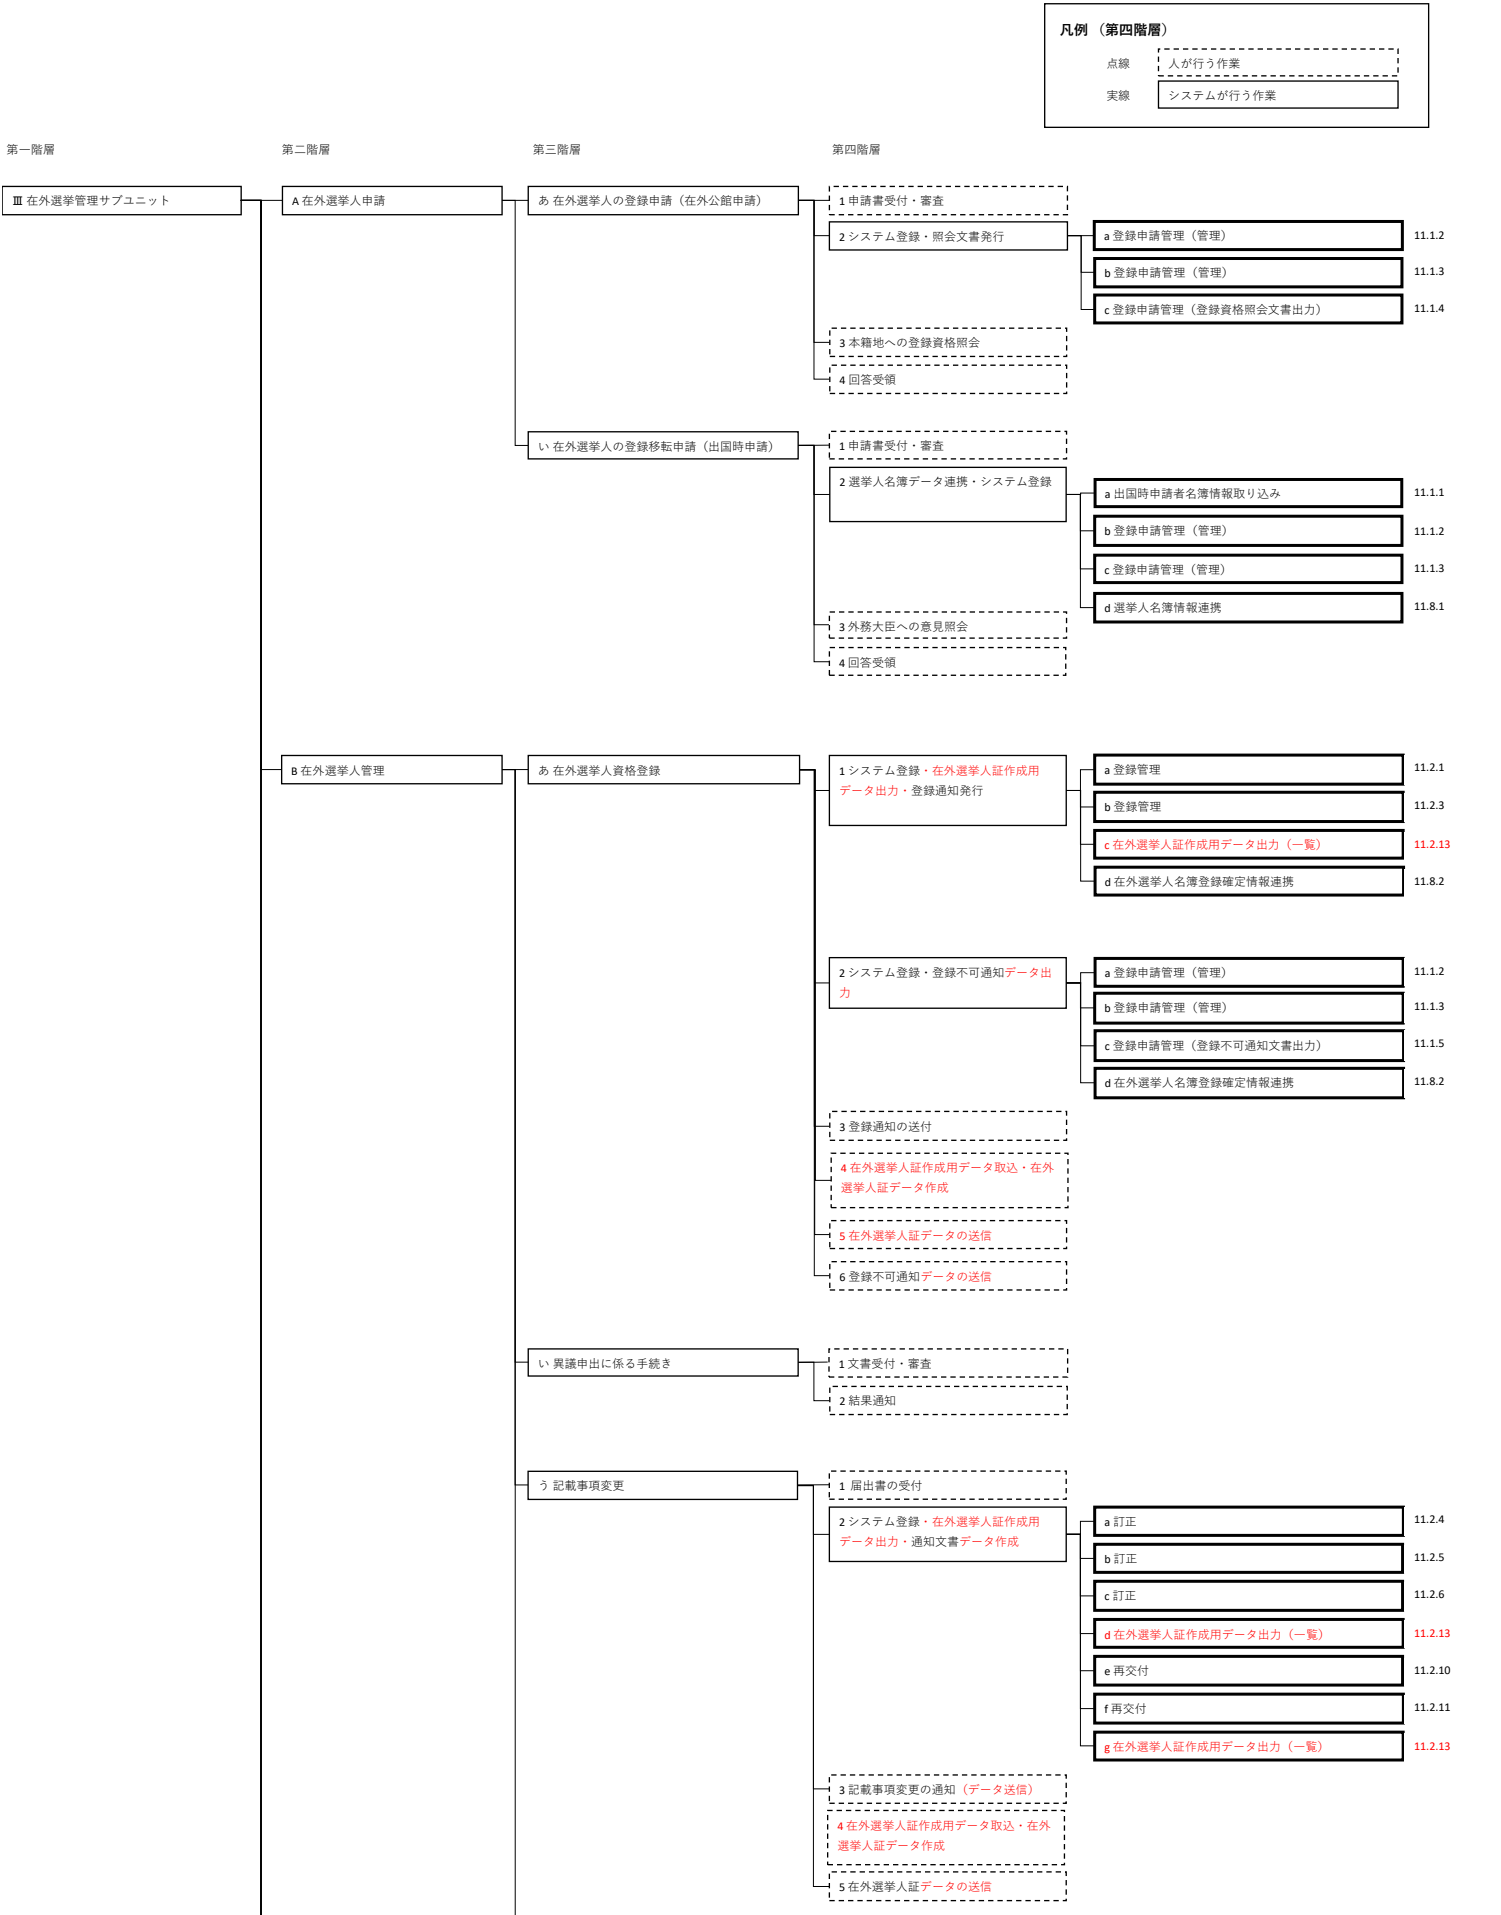 凡例 （第四階層）
点線 人が行う作業
実線 システムが行う作業
第一階層 第二階層 第三階層 第四階層
Ⅲ 在外選挙管理サブユニット A 在外選挙人申請 あ 在外選挙人の登録申請（在外公館申請） 1 申請書受付・審査
2 システム登録・照会文書発行 a 登録申請管理（管理） 11.1.2
b 登録申請管理（管理） 11.1.3
c 登録申請管理（登録資格照会文書出力） 11.1.4
3 本籍地への登録資格照会
4 回答受領
い 在外選挙人の登録移転申請（出国時申請） 1 申請書受付・審査
2 選挙人名簿データ連携・システム登録
a 出国時申請者名簿情報取り込み 11.1.1
b 登録申請管理（管理） 11.1.2
c 登録申請管理（管理） 11.1.3
d 選挙人名簿情報連携 11.8.1
3 外務大臣への意見照会
4 回答受領
B 在外選挙人管理 あ 在外選挙人資格登録 1 システム登録・在外選挙人証作成用 a 登録管理 11.2.1
データ出力・登録通知発行
b 登録管理 11.2.3
c 在外選挙人証作成用データ出力（一覧） 11.2.13
d 在外選挙人名簿登録確定情報連携 11.8.2
2 システム登録・登録不可通知データ出 a 登録申請管理（管理） 11.1.2
力
b 登録申請管理（管理） 11.1.3
c 登録申請管理（登録不可通知文書出力） 11.1.5
d 在外選挙人名簿登録確定情報連携 11.8.2
3 登録通知の送付
4 在外選挙人証作成用データ取込・在外
選挙人証データ作成
5 在外選挙人証データの送信
6 登録不可通知データの送信
い 異議申出に係る手続き 1 文書受付・審査
2 結果通知
う 記載事項変更 1 届出書の受付
2 システム登録・在外選挙人証作成用 a 訂正 11.2.4
データ出力・通知文書データ作成
b 訂正 11.2.5
c 訂正 11.2.6
d 在外選挙人証作成用データ出力（一覧） 11.2.13
e 再交付 11.2.10
f 再交付 11.2.11
g 在外選挙人証作成用データ出力（一覧） 11.2.13
3 記載事項変更の通知（データ送信）
4 在外選挙人証作成用データ取込・在外
選挙人証データ作成
5 在外選挙人証データの送信